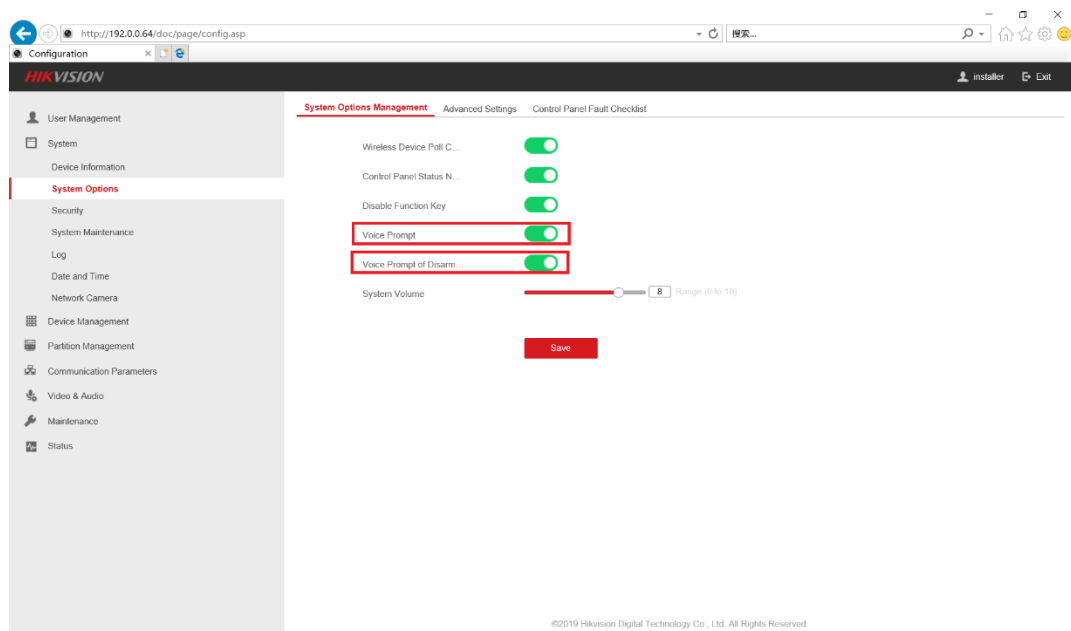 http://192.0.0.64/doc/page/config.asp
搜索...
Configuration
HIKVISION
installer
Exit
User Management
System
Device Information
System Options
Security
System Maintenance
Log
Date and Time
Network Camera
Device Management
Partition Management
Communication Parameters
Video & Audio
Maintenance
Status
System Options Management Advanced Settings Control Panel Fault Checklist
Wireless Device Poll C...
Control Panel Status N...
Disable Function Key
Voice Prompt
Voice Prompt of Disarm...
System Volume 8 Range (0 to 10)
Save
©2019 Hikvision Digital Technology Co., Ltd. All Rights Reserved.